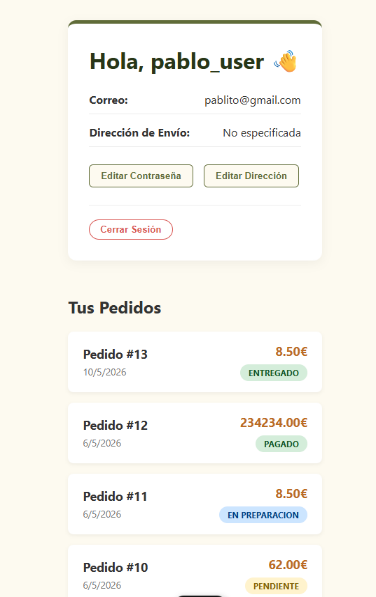 Hola, pablo_user 👋
Correo: pablito@gmail.com
Dirección de Envío: No especificada
Editar Contraseña Editar Dirección
Cerrar Sesión
Tus Pedidos
Pedido #13 8.50€
10/5/2026 ENTREGADO
Pedido #12 234234.00€
6/5/2026 PAGADO
Pedido #11 8.50€
6/5/2026 EN PREPARACION
Pedido #10 62.00€
6/5/2026 PENDIENTE